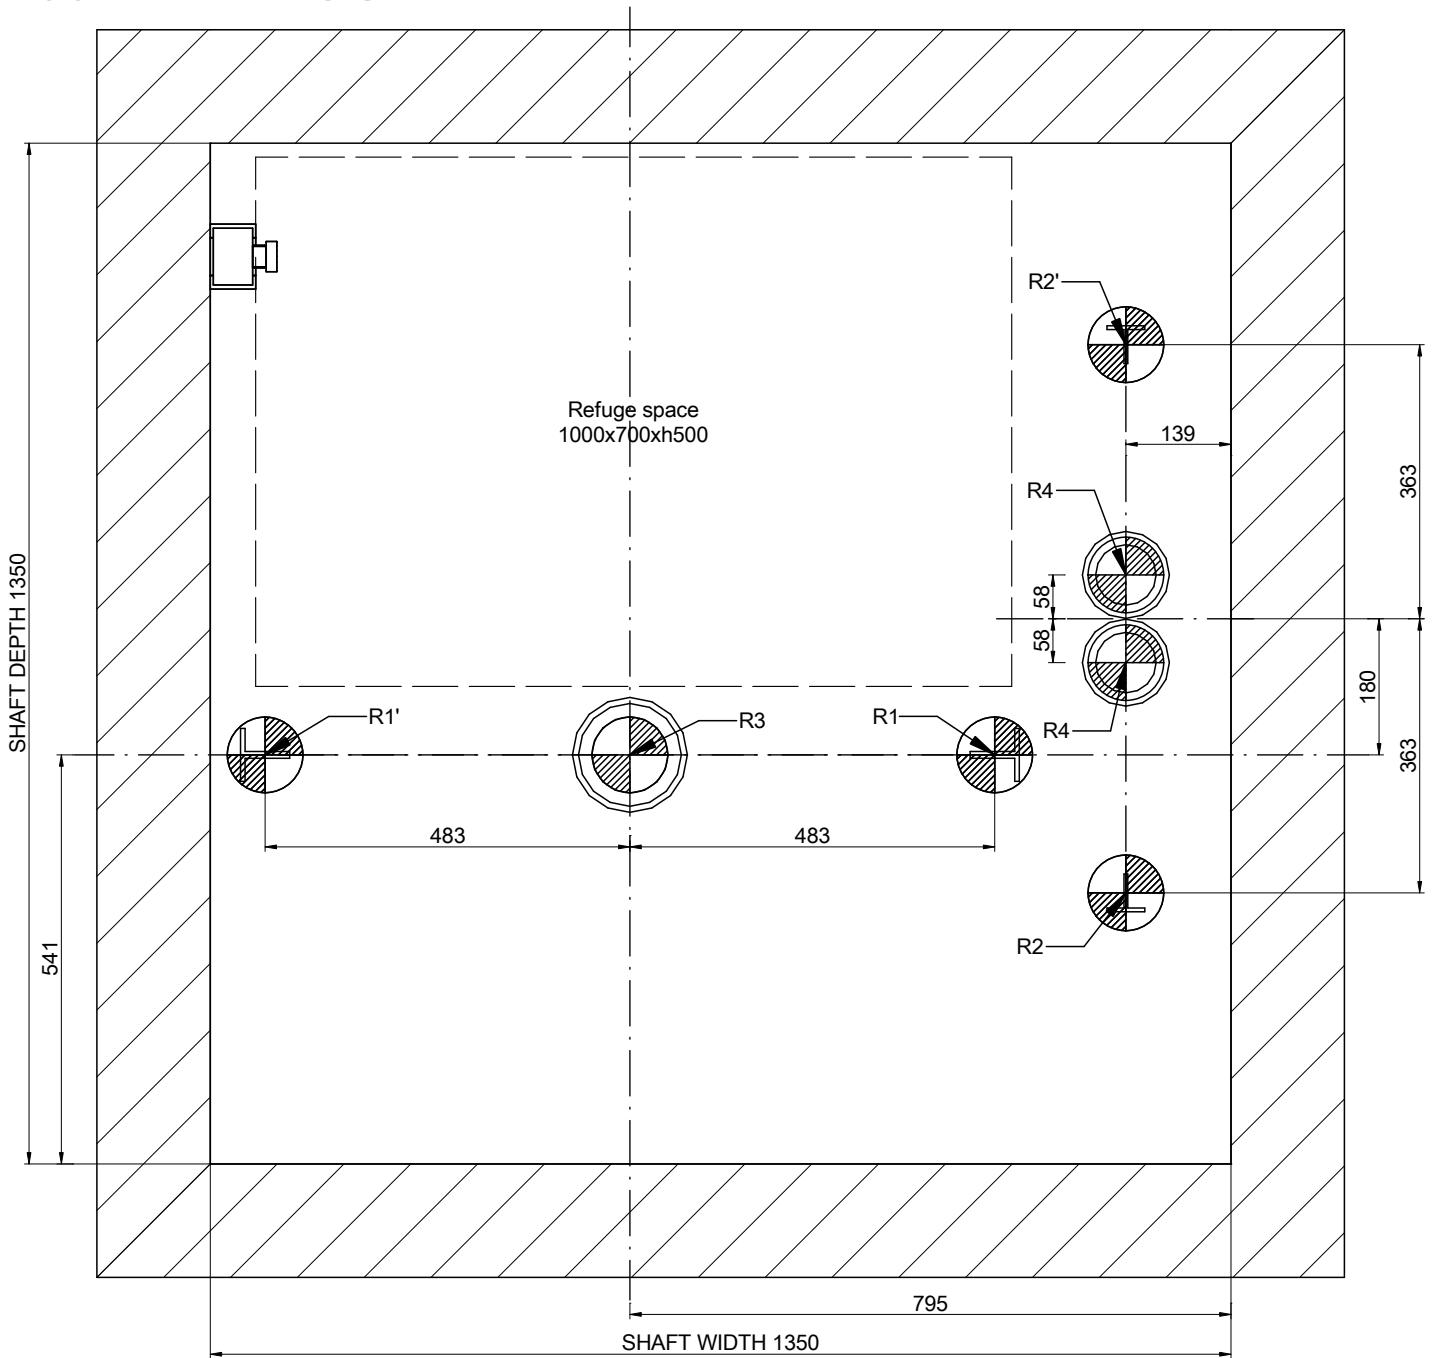 Refuge space
1000x700xh500
R2'
139
363
R4
58
58
180
R4
363
R1'
R3
R1
483
483
R2
SHAFT DEPTH 1350
541
795
SHAFT WIDTH 1350